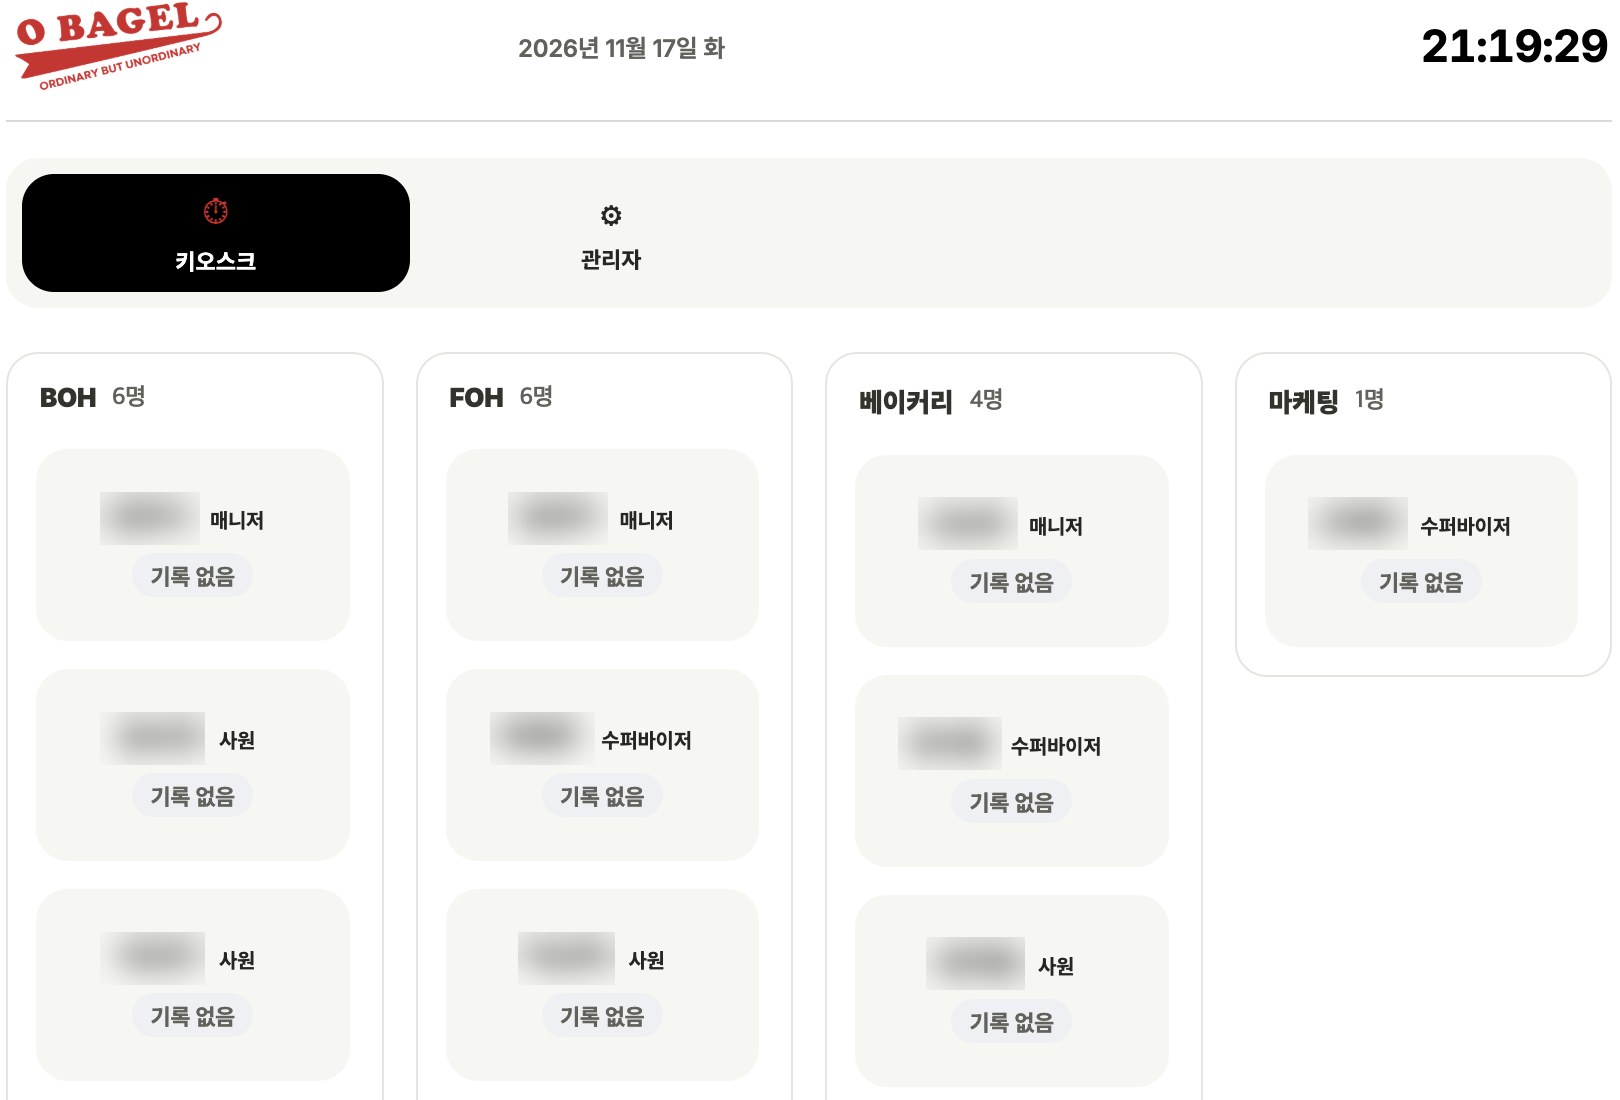 O BAGEL
ORDINARY BUT UNORDINARY
2026년 11월 17일 화
21:19:29
키오스크
관리자
BOH 6명
매니저
기록 없음
사원
기록 없음
사원
기록 없음
FOH 6명
매니저
기록 없음
수퍼바이저
기록 없음
사원
기록 없음
베이커리 4명
매니저
기록 없음
수퍼바이저
기록 없음
사원
기록 없음
마케팅 1명
수퍼바이저
기록 없음